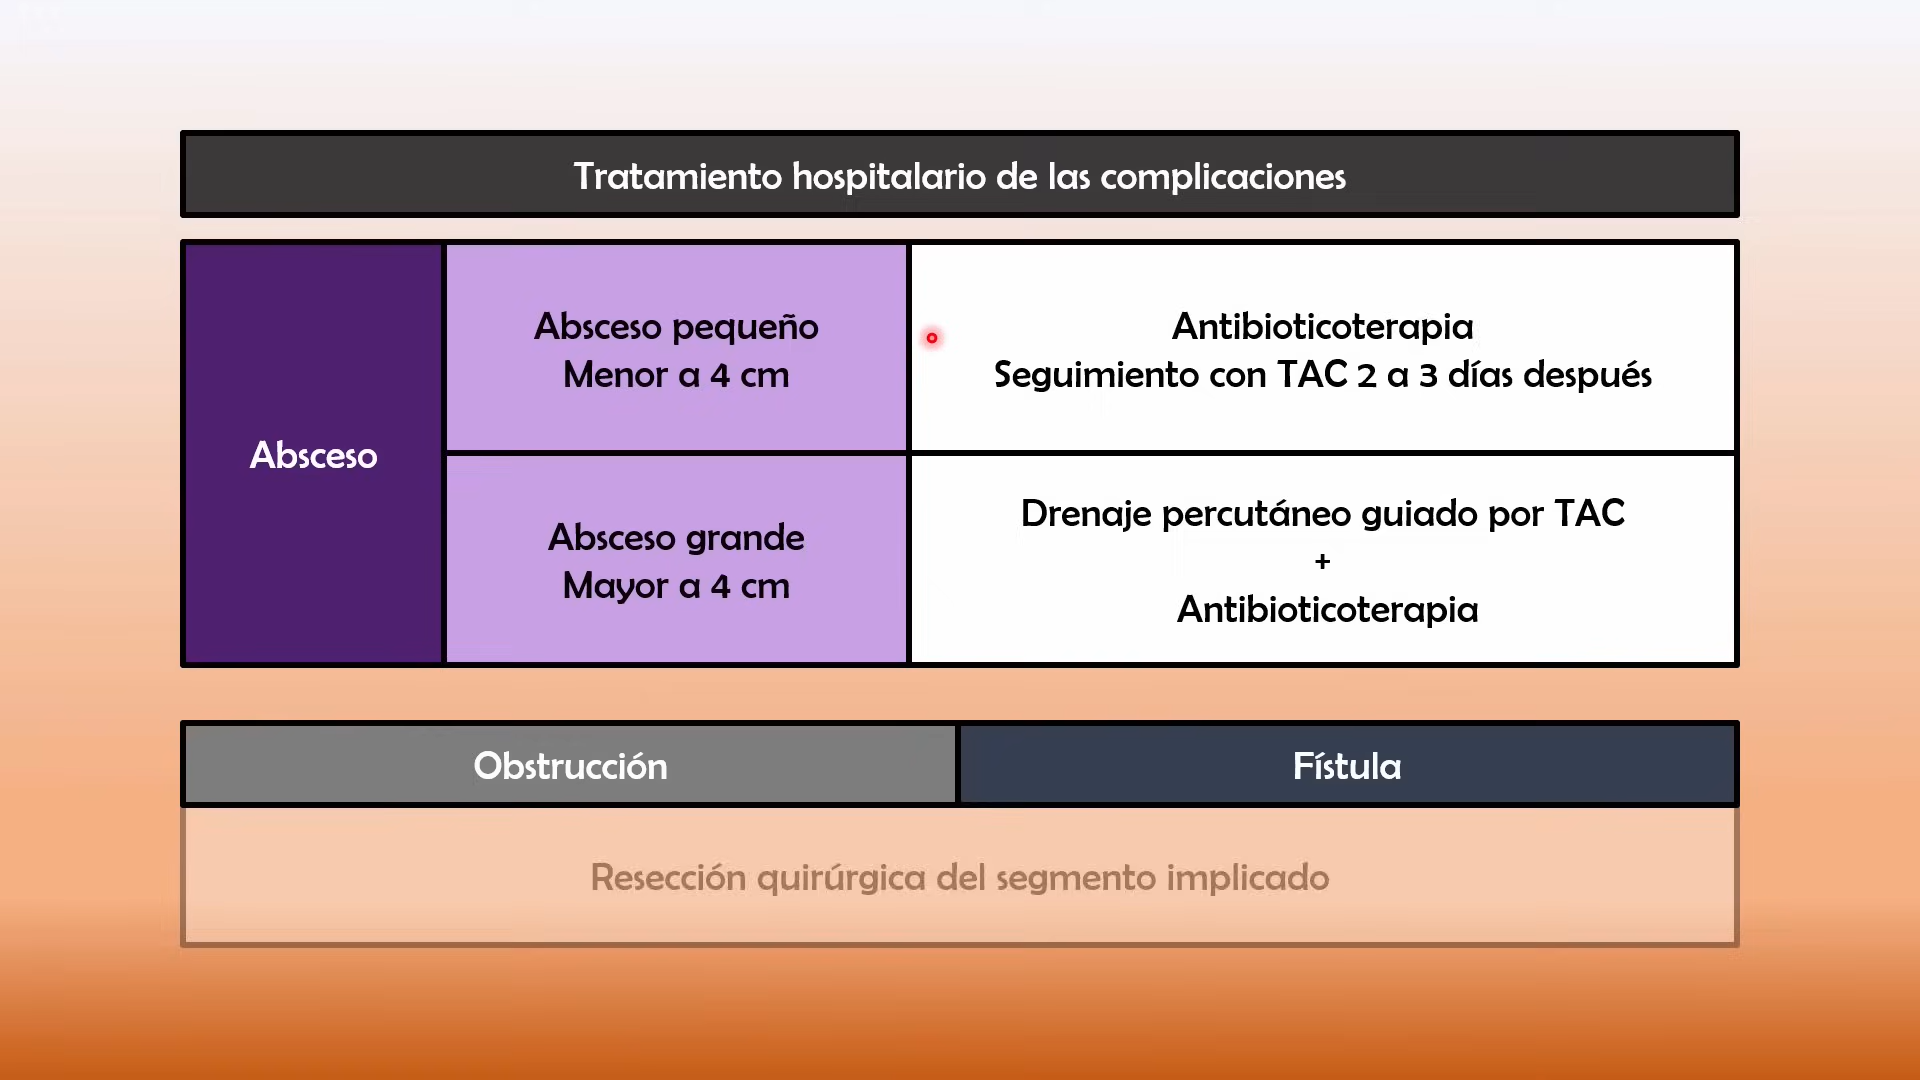 Tratamiento hospitalario de las complicaciones
Absceso
Absceso pequeño
Menor a 4 cm
Antibioticoterapia
Seguimiento con TAC 2 a 3 días después
Absceso grande
Mayor a 4 cm
Drenaje percutáneo guiado por TAC
+
Antibioticoterapia
Obstrucción
Fístula
Resección quirúrgica del segmento implicado